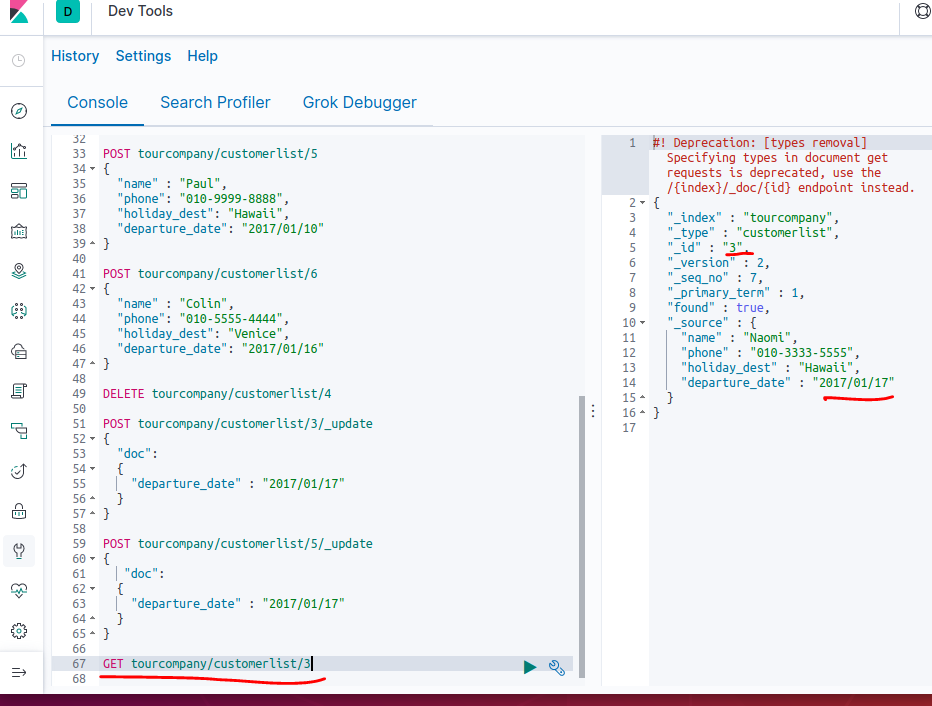 D Dev Tools
History Settings Help
Console Search Profiler Grok Debugger
32
33 POST tourcompany/customerlist/5
34 {
35 "name" : "Paul",
36 "phone": "010-9999-8888",
37 "holiday_dest": "Hawaii",
38 "departure_date": "2017/01/10"
39 }
40
41 POST tourcompany/customerlist/6
42 {
43 "name" : "Colin",
44 "phone": "010-5555-4444",
45 "holiday_dest": "Venice",
46 "departure_date": "2017/01/16"
47 }
48
49 DELETE tourcompany/customerlist/4
50
51 POST tourcompany/customerlist/3/_update
52 {
53 "doc":
54 {
55 "departure_date" : "2017/01/17"
56 }
57 }
58
59 POST tourcompany/customerlist/5/_update
60 {
61 "doc":
62 {
63 "departure_date" : "2017/01/17"
64 }
65 }
66
67 GET tourcompany/customerlist/3
68
1 #! Deprecation: [types removal]
Specifying types in document get
requests is deprecated, use the
/{index}/_doc/{id} endpoint instead.
2 {
3 "_index" : "tourcompany",
4 "_type" : "customerlist",
5 "_id" : "3",
6 "_version" : 2,
7 "_seq_no" : 7,
8 "_primary_term" : 1,
9 "found" : true,
10 "_source" : {
11 "name" : "Naomi",
12 "phone" : "010-3333-5555",
13 "holiday_dest" : "Hawaii",
14 "departure_date" : "2017/01/17"
15 }
16 }
17